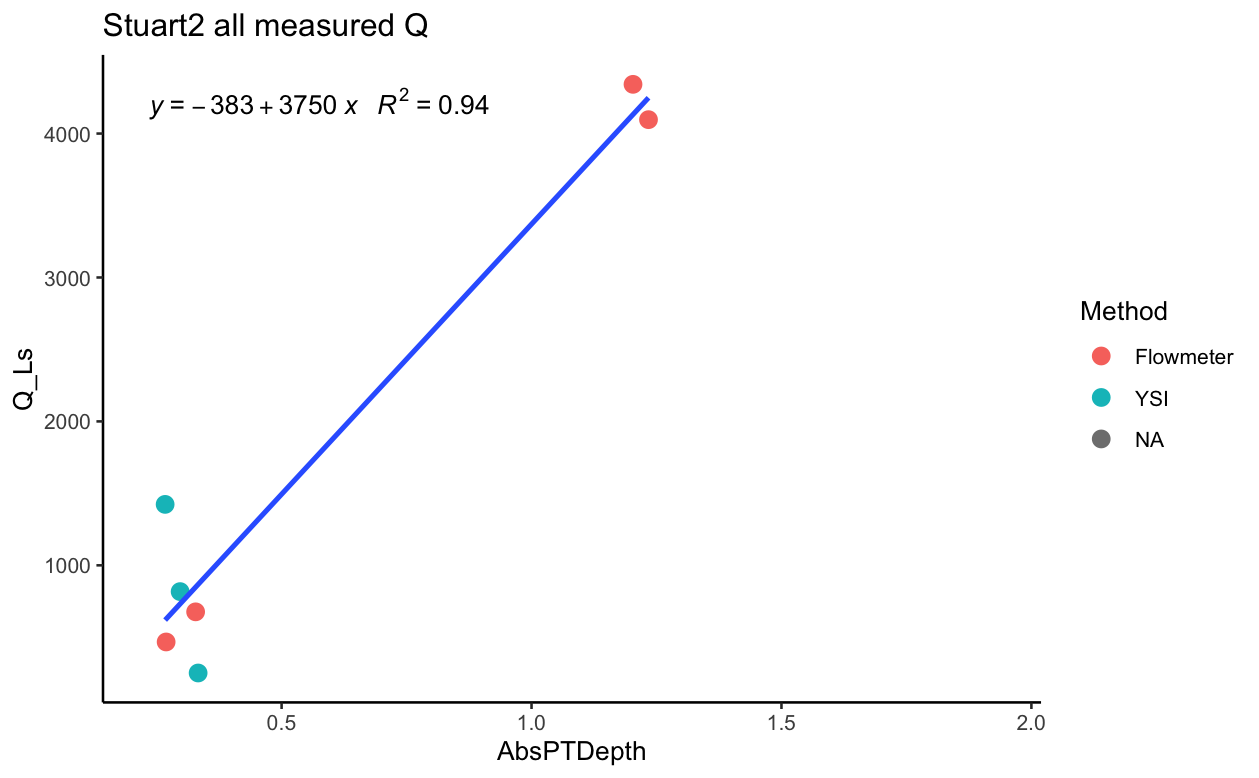 Stuart2 all measured Q
y = − 383 + 3750 x R² = 0.94
4000
3000
2000
1000
Q_Ls
0.5 1.0 1.5 2.0
AbsPTDepth
Method
Flowmeter
YSI
NA